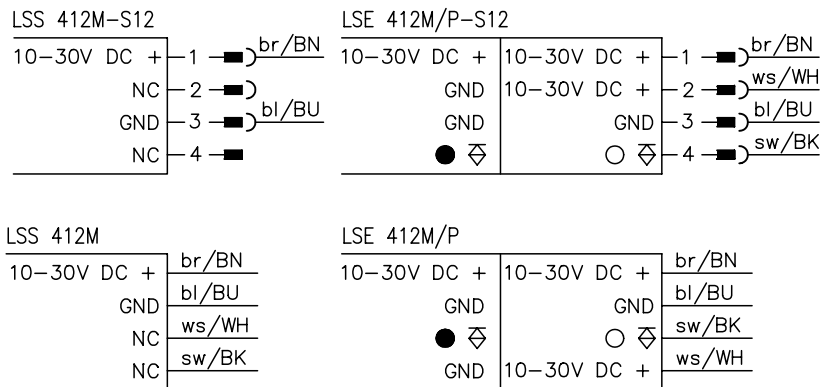 LSS 412M-S12
10-30V DC + 1 br/BN
NC 2
GND 3 bl/BU
NC 4
LSE 412M/P-S12
10-30V DC + 10-30V DC + 1 br/BN
GND 10-30V DC + 2 ws/WH
GND GND 3 bl/BU
4 sw/BK
LSS 412M
10-30V DC + br/BN
GND bl/BU
NC ws/WH
NC sw/BK
LSE 412M/P
10-30V DC + 10-30V DC + br/BN
GND GND bl/BU
sw/BK
GND 10-30V DC + ws/WH